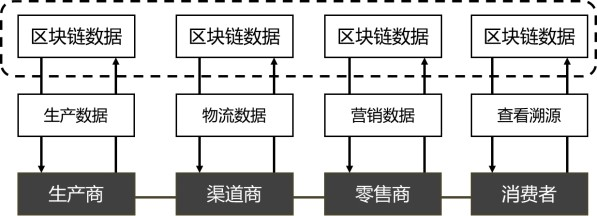 区块链数据 区块链数据 区块链数据 区块链数据
生产数据 物流数据 营销数据 查看溯源
生产商 渠道商 零售商 消费者